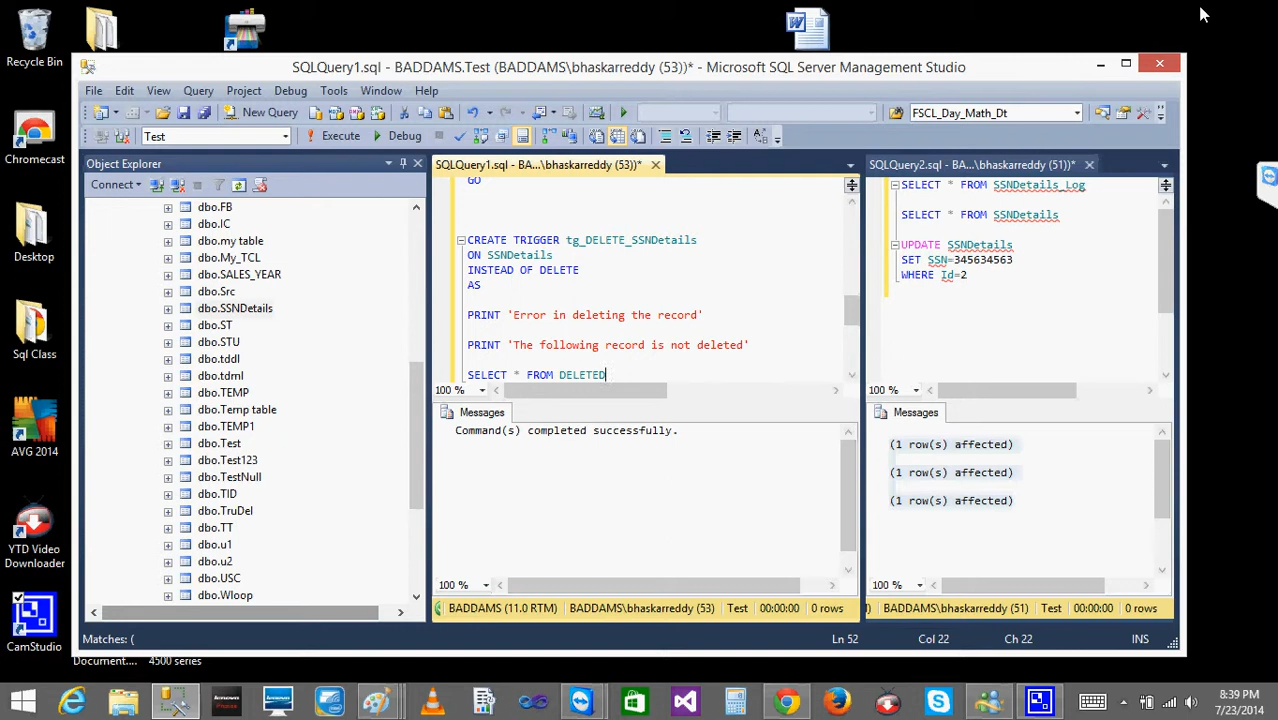 Recycle Bin
SQLQuery1.sql - BADDAMS.Test (BADDAMS\bhaskarreddy (53))* - Microsoft SQL Server Management Studio
File Edit View Query Project Debug Tools Window Help
New Query
FSCL_Day_Math_Dt
Test
Execute
Debug
Chromecast
Desktop
Sql Class
AVG 2014
YTD Video
Downloader
CamStudio
Object Explorer
Connect
dbo.FB
dbo.IC
dbo.my table
dbo.My_TCL
dbo.SALES_YEAR
dbo.Src
dbo.SSNDetails
dbo.ST
dbo.STU
dbo.tddl
dbo.tdml
dbo.TEMP
dbo.Temp table
dbo.TEMP1
dbo.Test
dbo.Test123
dbo.TestNull
dbo.TID
dbo.TruDel
dbo.TT
dbo.u1
dbo.u2
dbo.USC
dbo.Wloop
SQLQuery1.sql - BA...\bhaskarreddy (53))*
GO
CREATE TRIGGER tg_DELETE_SSNDetails
ON SSNDetails
INSTEAD OF DELETE
AS
PRINT 'Error in deleting the record'
PRINT 'The following record is not deleted'
SELECT * FROM DELETED
100 %
Messages
Command(s) completed successfully.
100 %
BADDAMS (11.0 RTM) BADDAMS\bhaskarreddy (53) Test 00:00:00 0 rows
SQLQuery2.sql - BA...\bhaskarreddy (51))*
SELECT * FROM SSNDetails_Log
SELECT * FROM SSNDetails
UPDATE SSNDetails
SET SSN=345634563
WHERE Id=2
100 %
Messages
(1 row(s) affected)
(1 row(s) affected)
(1 row(s) affected)
100 %
BADDAMS\bhaskarreddy (51) Test 00:00:00 0 rows
Matches: (
Ln 52 Col 22 Ch 22 INS
Document.... 4500 series
8:39 PM
7/23/2014